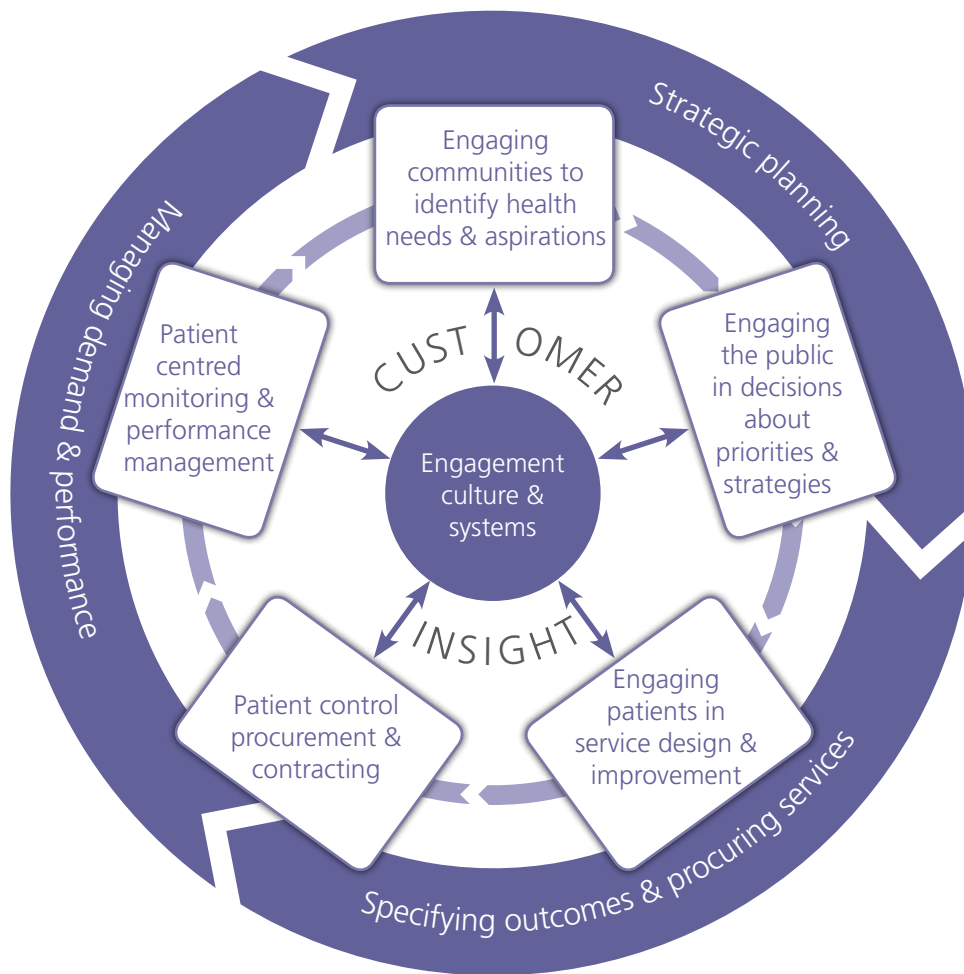 Strategic planning
Engaging
communities to
identify health
needs & aspirations
Engaging
the public
in decisions
about
priorities &
strategies
Specifying outcomes & procuring services
Engaging
patients in
service design &
improvement
Patient control
procurement &
contracting
Managing demand & performance
Patient
centred
monitoring &
performance
management
CUSTOMER
INSIGHT
Engagement
culture &
systems